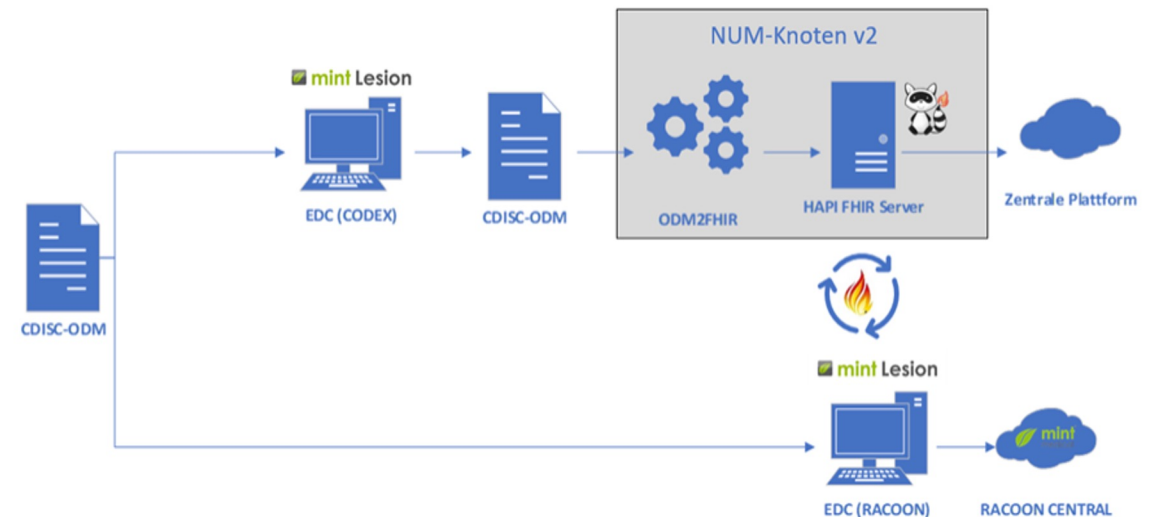 NUM-Knoten v2
mint Lesion
EDC (CODEX)
CDISC-ODM
ODM2FHIR
HAPI FHIR Server
Zentrale Plattform
CDISC-ODM
mint Lesion
mint
EDC (RACOON)
RACOON CENTRAL